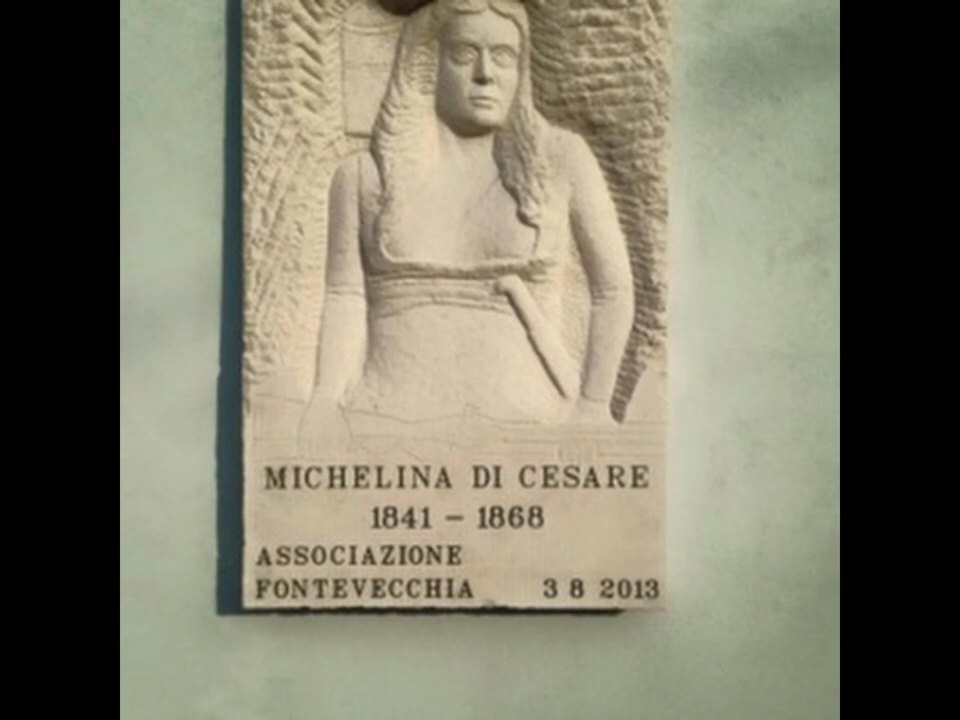 MICHELINA DI CESARE
1841 – 1868
ASSOCIAZIONE
FONTEVECCHIA 3 8 2013